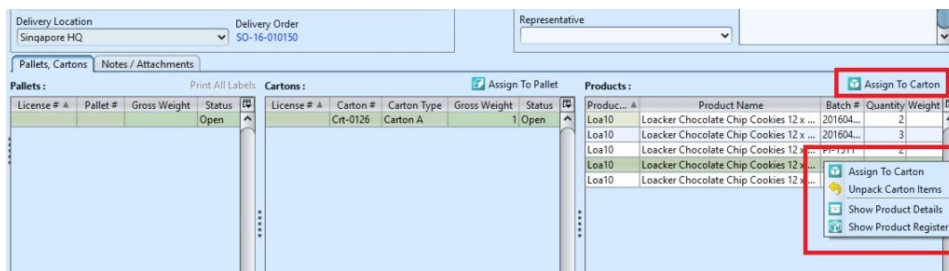 Delivery Location
Delivery Order
Representative
Singapore HQ
SO-16-010150
Pallets, Cartons
Notes / Attachments
Pallets :
Print All Labels
Cartons :
Assign To Pallet
Products :
Assign To Carton
License # Pallet # Gross Weight Status
License # Carton # Carton Type Gross Weight Status
Produc... Product Name Batch # Quantity Weight
Open
Crt-0126 Carton A 1 Open
Loa10 Loacker Chocolate Chip Cookies 12 x ... 201604... 2
Loa10 Loacker Chocolate Chip Cookies 12 x ... 201604... 3
Loa10 Loacker Chocolate Chip Cookies 12 x ... 2
Loa10 Loacker Chocolate Chip Cookies 12 x ...
Loa10 Loacker Chocolate Chip Cookies 12 x ...
Assign To Carton
Unpack Carton Items
Show Product Details
Show Product Register